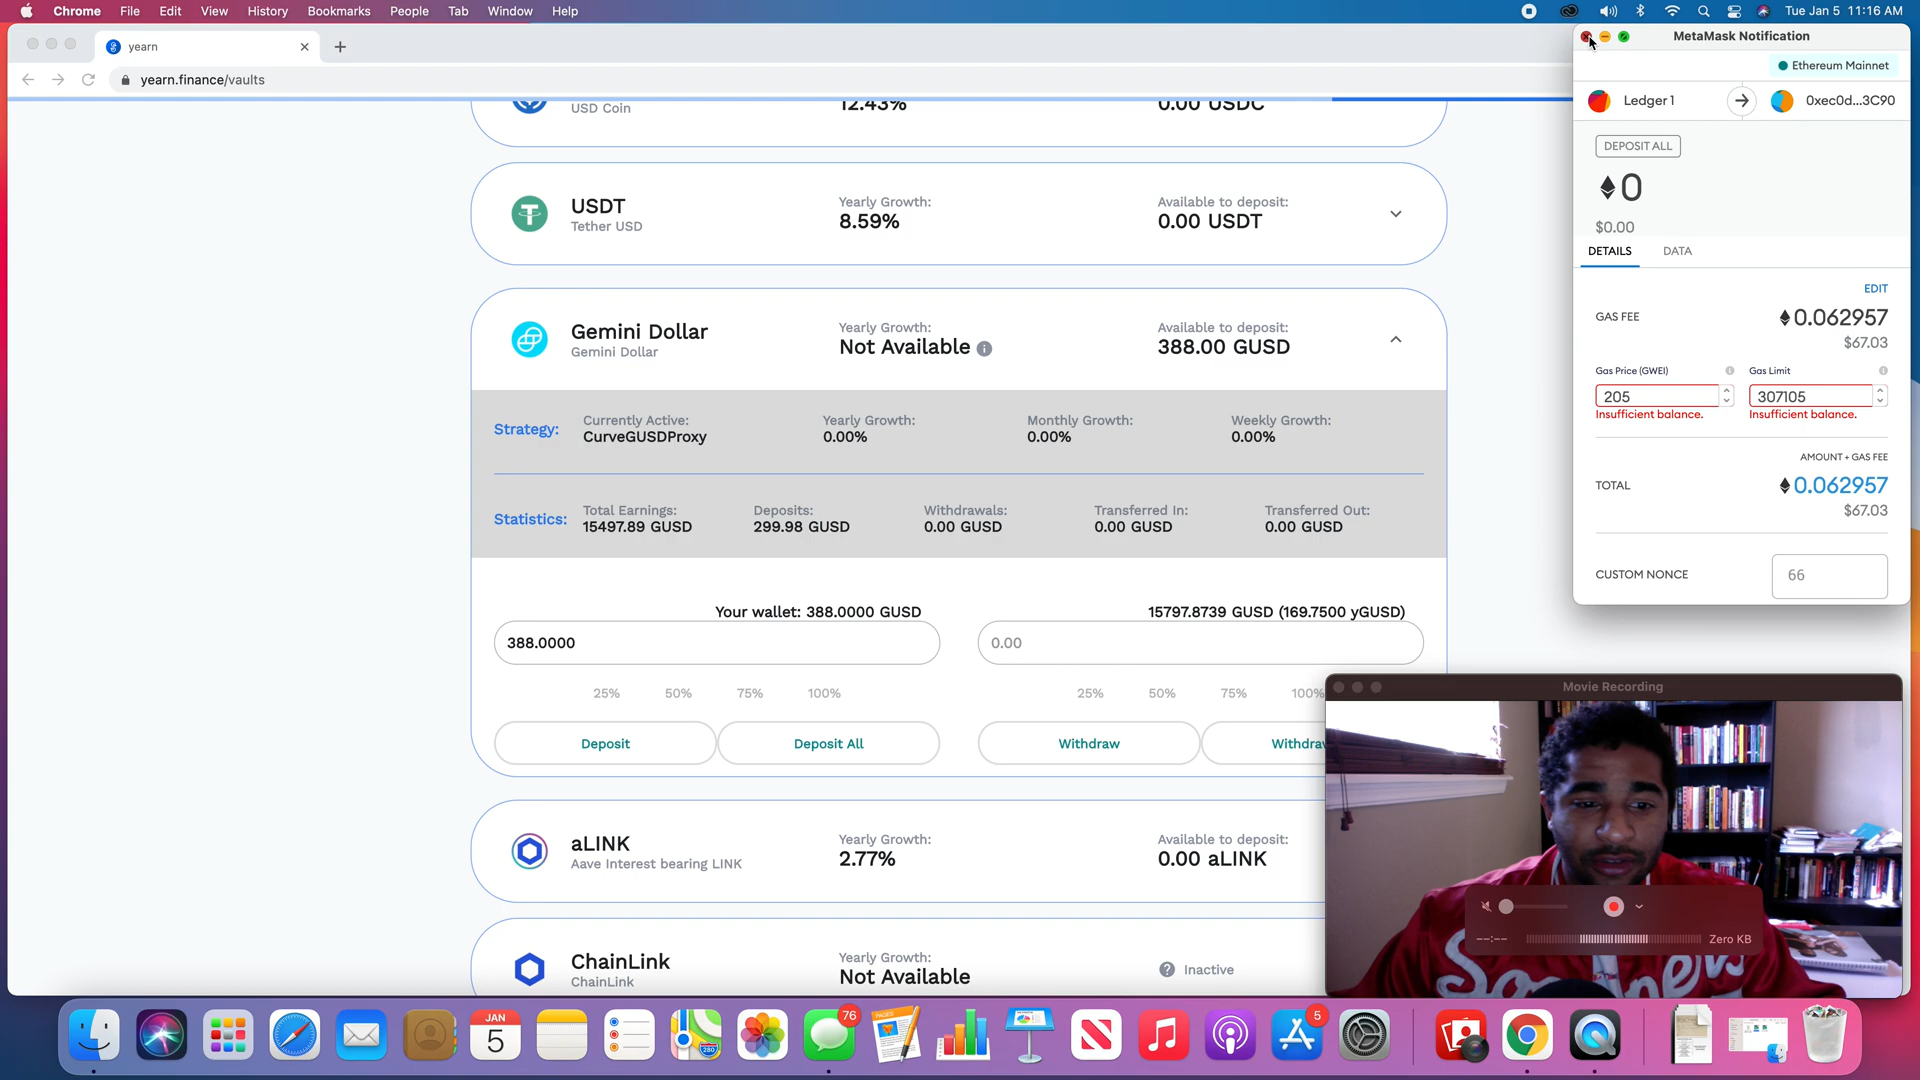 Chrome File Edit View History Bookmarks People Tab Window Help
Tue Jan 5 11:16 AM
yearn
yearn.finance/vaults
USD Coin
12.43%
0.00 USDC
USDT
Tether USD
Yearly Growth:
8.59%
Available to deposit:
0.00 USDT
Gemini Dollar
Gemini Dollar
Yearly Growth:
Not Available
Available to deposit:
388.00 GUSD
Strategy:
Currently Active:
CurveGUSDProxy
Yearly Growth:
0.00%
Monthly Growth:
0.00%
Weekly Growth:
0.00%
Statistics:
Total Earnings:
15497.89 GUSD
Deposits:
299.98 GUSD
Withdrawals:
0.00 GUSD
Transferred In:
0.00 GUSD
Transferred Out:
0.00 GUSD
Your wallet: 388.0000 GUSD
388.0000
25% 50% 75% 100%
Deposit
Deposit All
15797.8739 GUSD (169.7500 yGUSD)
0.00
25% 50% 75% 100%
Withdraw
Withdra
aLINK
Aave Interest bearing LINK
Yearly Growth:
2.77%
Available to deposit:
0.00 aLINK
ChainLink
ChainLink
Yearly Growth:
Not Available
Inactive
MetaMask Notification
Ethereum Mainnet
Ledger 1
0xec0d...3C90
DEPOSIT ALL
0
$0.00
DETAILS
DATA
EDIT
GAS FEE
0.062957
$67.03
Gas Price (GWEI)
Gas Limit
205
307105
Insufficient balance.
Insufficient balance.
AMOUNT + GAS FEE
TOTAL
0.062957
$67.03
CUSTOM NONCE
66
Movie Recording
--:--
Zero KB
JAN
5
280
76
PAGES
5